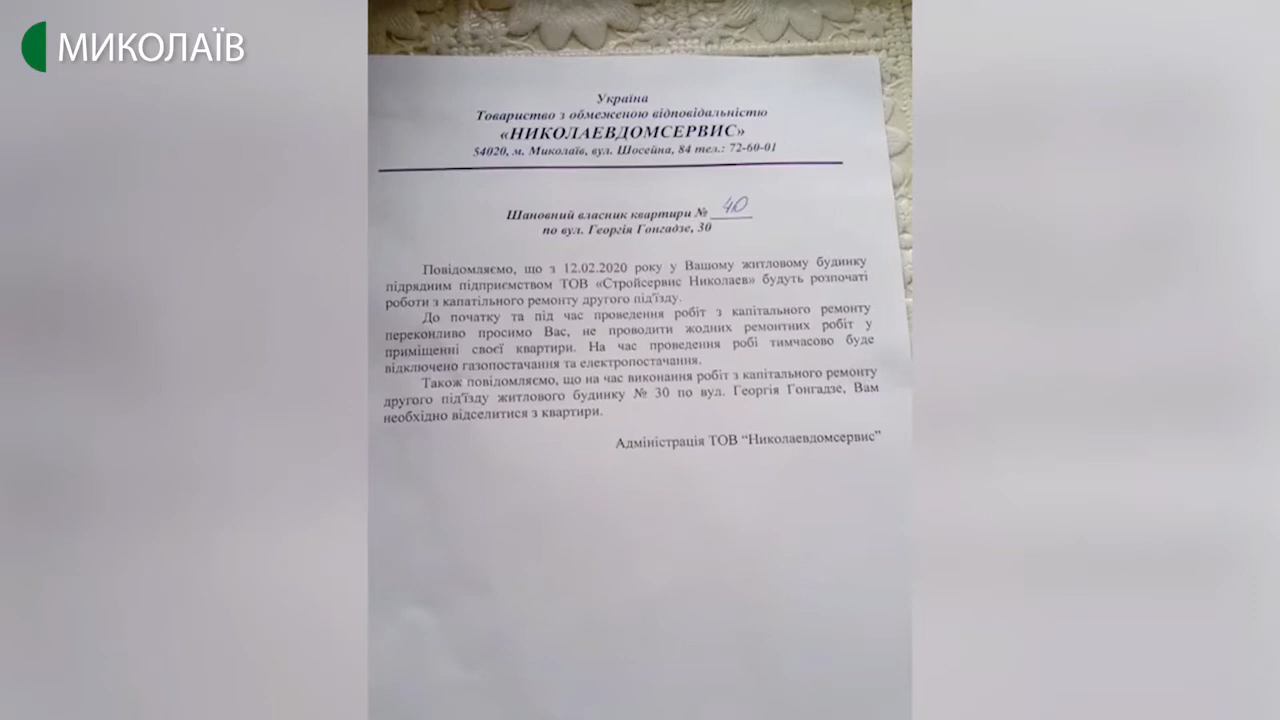 МИКОЛАЇВ
Україна
Товариство з обмеженою відповідальністю
«НИКОЛАЕВДОМСЕРВИС»
54020, м. Миколаїв, вул. Шосейна, 84 тел.: 72-60-01
Шановний власник квартири № 40
по вул. Георгія Гонгадзе, 30
Повідомляємо, що з 12.02.2020 року у Вашому житловому будинку
підрядним підприємством ТОВ «Стройсервис Николаев» будуть розпочаті
роботи з капатільного ремонту другого під'їзду.
До початку та під час проведення робіт з капітального ремонту
переконливо просимо Вас, не проводити жодних ремонтних робіт у
приміщенні своєї квартири. На час проведення робі тимчасово буде
відключено газопостачання та електропостачання.
Також повідомляємо, що на час виконання робіт з капітального ремонту
другого під'їзду житлового будинку № 30 по вул. Георгія Гонгадзе, Вам
необхідно відселитися з квартири.
Адміністрація ТОВ “Николаевдомсервис”